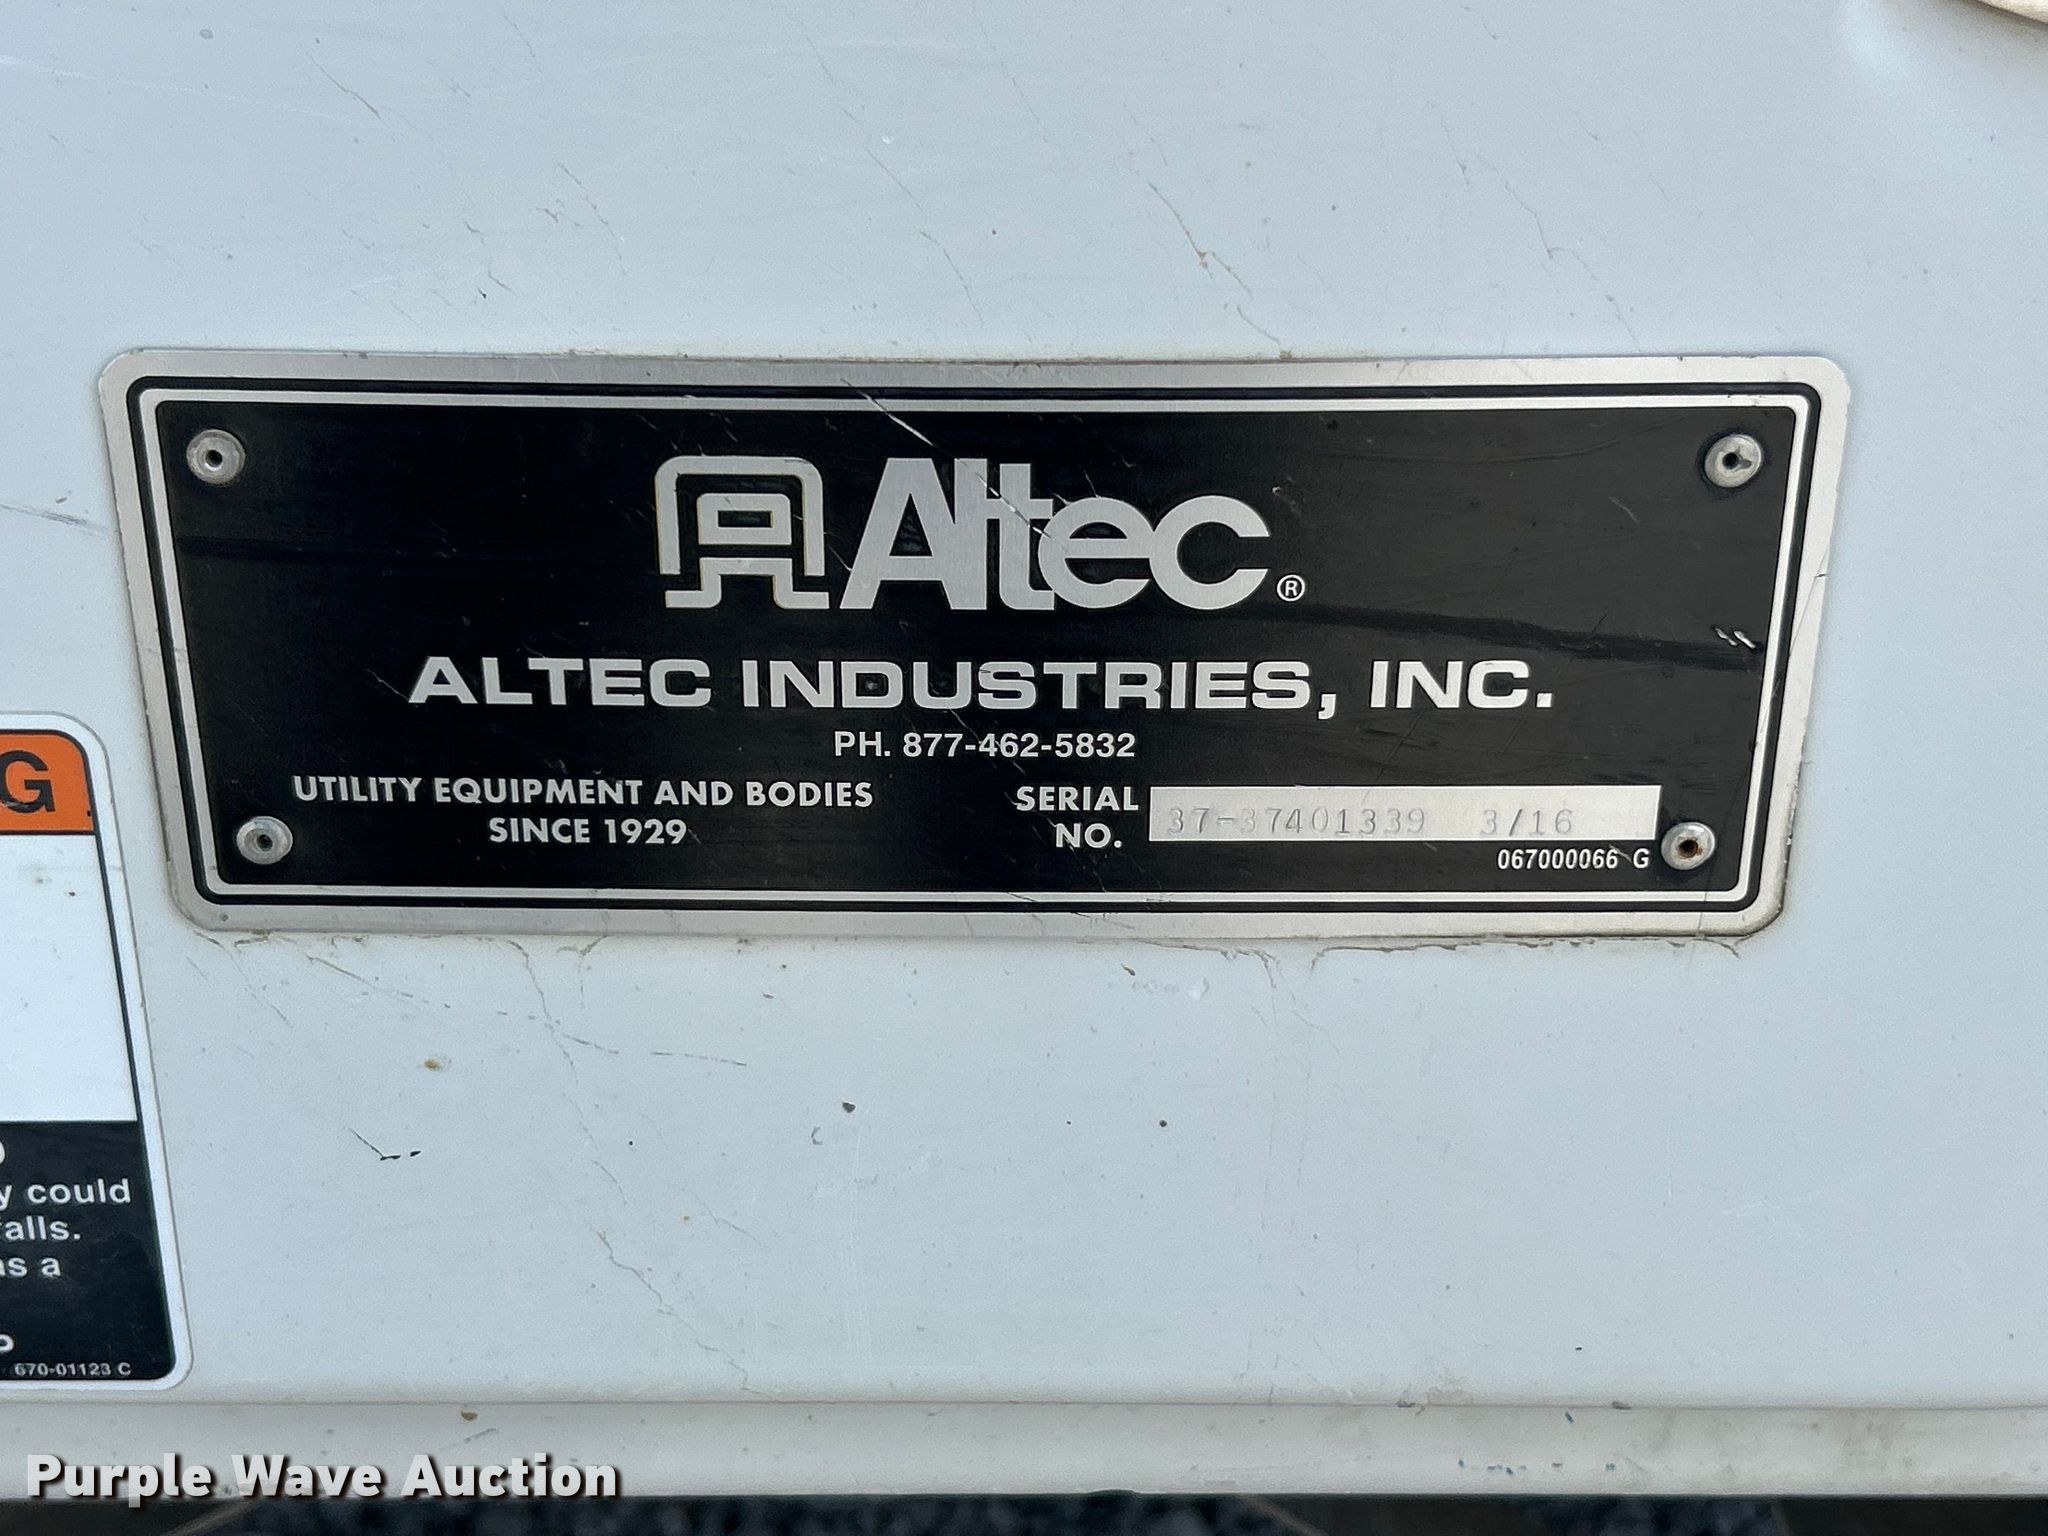 Altec®
ALTEC INDUSTRIES, INC.
PH. 877-462-5832
UTILITY EQUIPMENT AND BODIES
SINCE 1929
SERIAL
NO.
37-37401339 3/16
067000066 G
G
y could
falls.
as a
670-01123 C
Purple Wave Auction